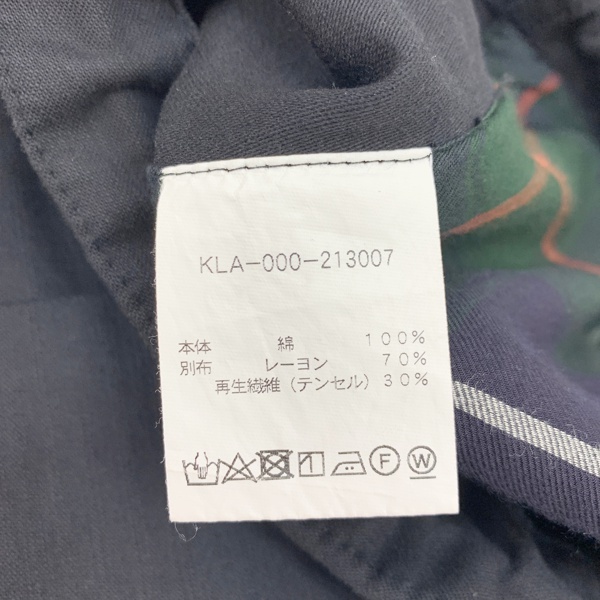 KLA-000-213007
本体 綿 100%
別布 レーヨン 70%
再生繊維(テンセル)30%
F W